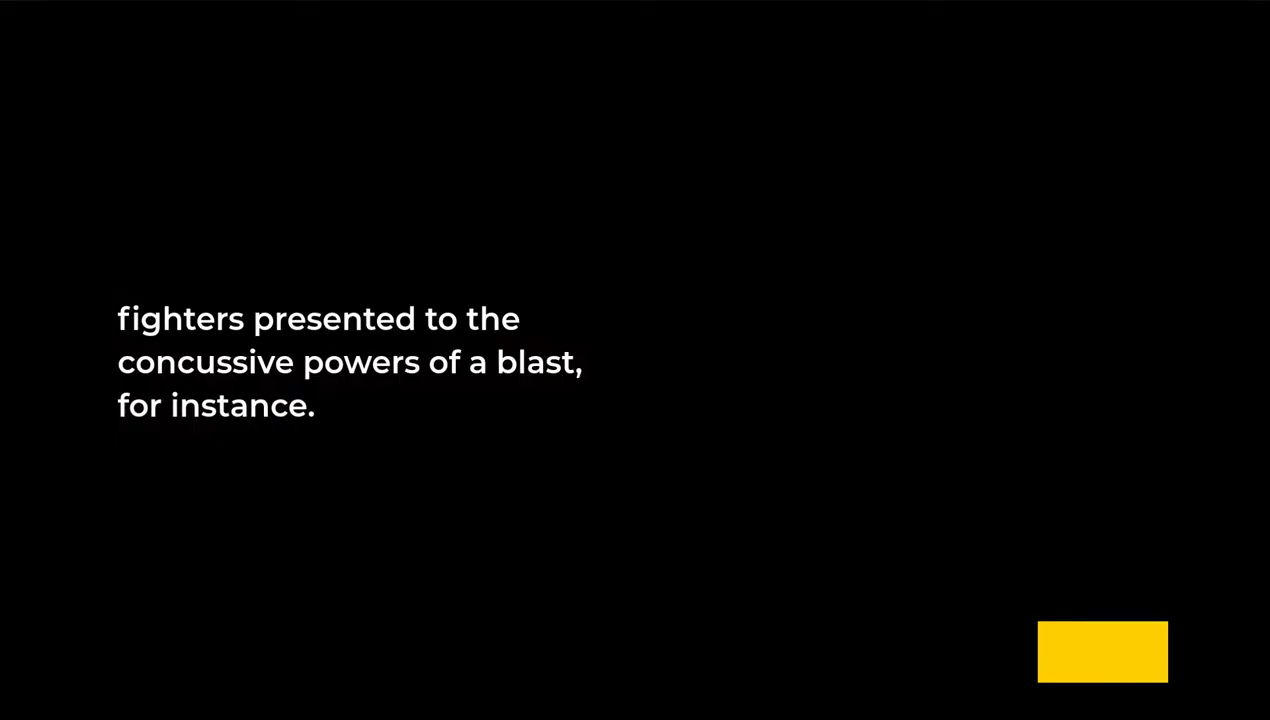 fighters presented to the
concussive powers of a blast,
for instance.